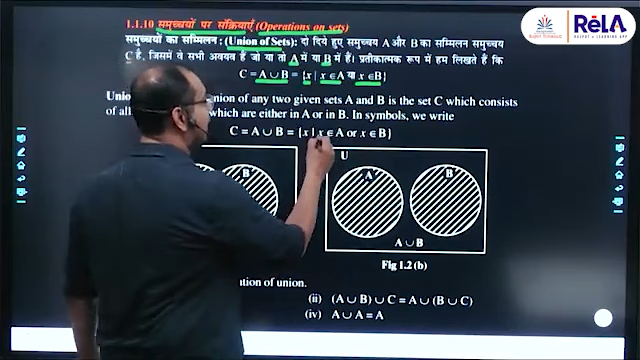 1.1.10 समुच्चयों पर संक्रियाएँ (Operations on sets)
समुच्चयों का सम्मिलन : (Union of Sets): दो दिये हुए समुच्चय A और B का सम्मिलन समुच्चय
C है, जिसमें वे सभी अवयव हैं जो या तो A में या B में हैं। प्रतीकात्मक रूप में हम लिखते हैं कि
C = A ∪ B = {x | x ∈ A या x ∈ B}
Unio nion of any two given sets A and B is the set C which consists
of all which are either in A or in B. In symbols, we write
C = A ∪ B = {x | x ∈ A or x ∈ B}
U
B
A
B
A ∪ B
Fig 1.2 (b)
ation of union.
(ii) (A ∪ B) ∪ C = A ∪ (B ∪ C)
(iv) A ∪ A = A
RELA